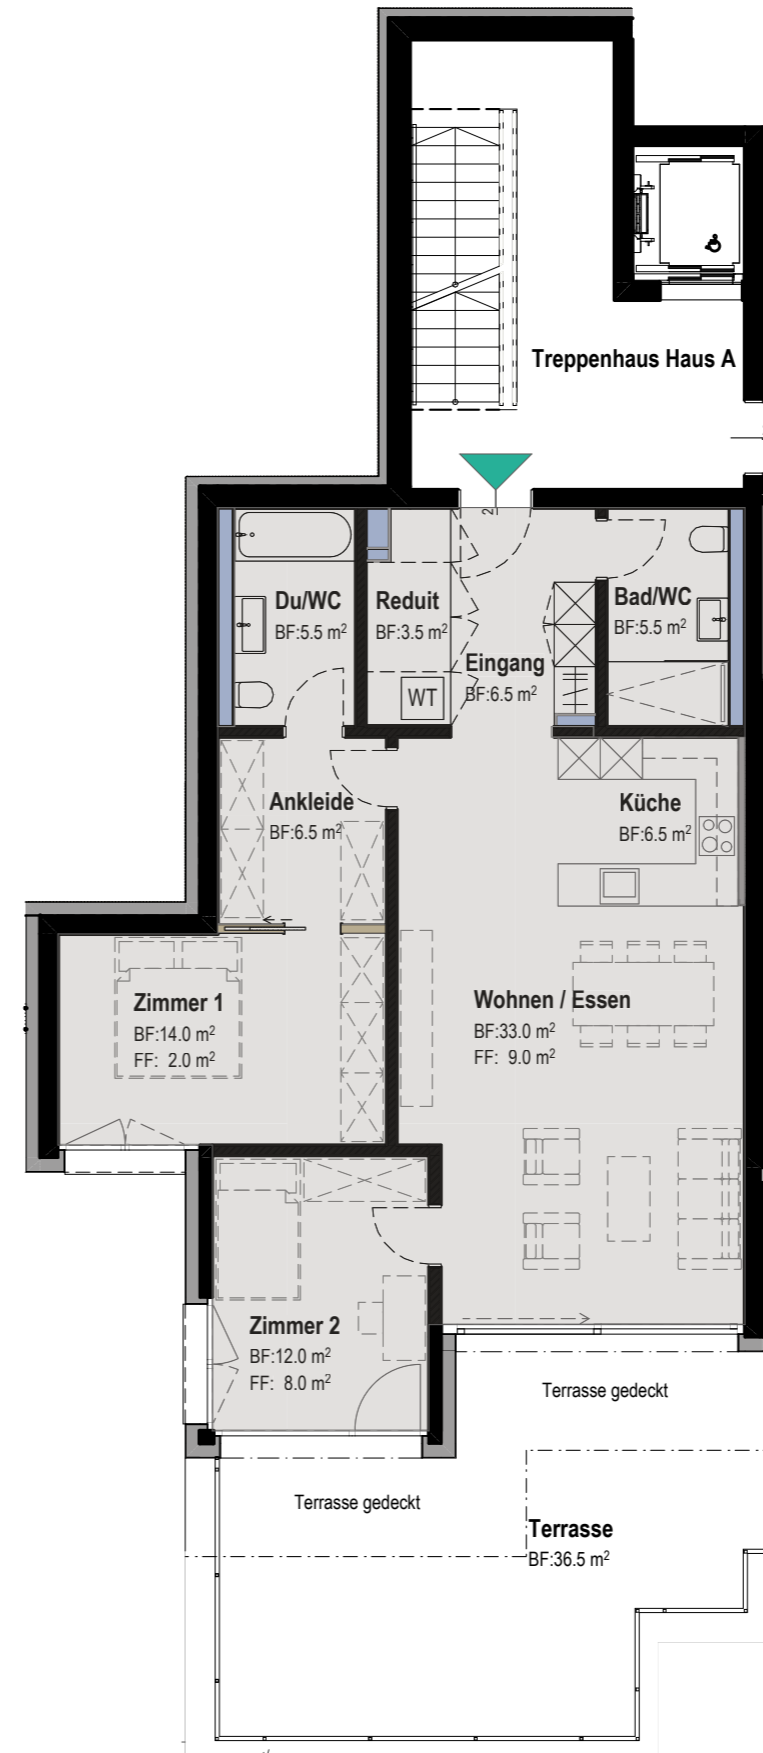 Treppenhaus Haus A
2
Du/WC
BF:5.5 m²
Reduit
BF:3.5 m²
WT
Eingang
BF:6.5 m²
Bad/WC
BF:5.5 m²
Ankleide
BF:6.5 m²
Küche
BF:6.5 m²
Zimmer 1
BF:14.0 m²
FF: 2.0 m²
Wohnen / Essen
BF:33.0 m²
FF: 9.0 m²
Zimmer 2
BF:12.0 m²
FF: 8.0 m²
Terrasse gedeckt
Terrasse gedeckt
Terrasse
BF:36.5 m²